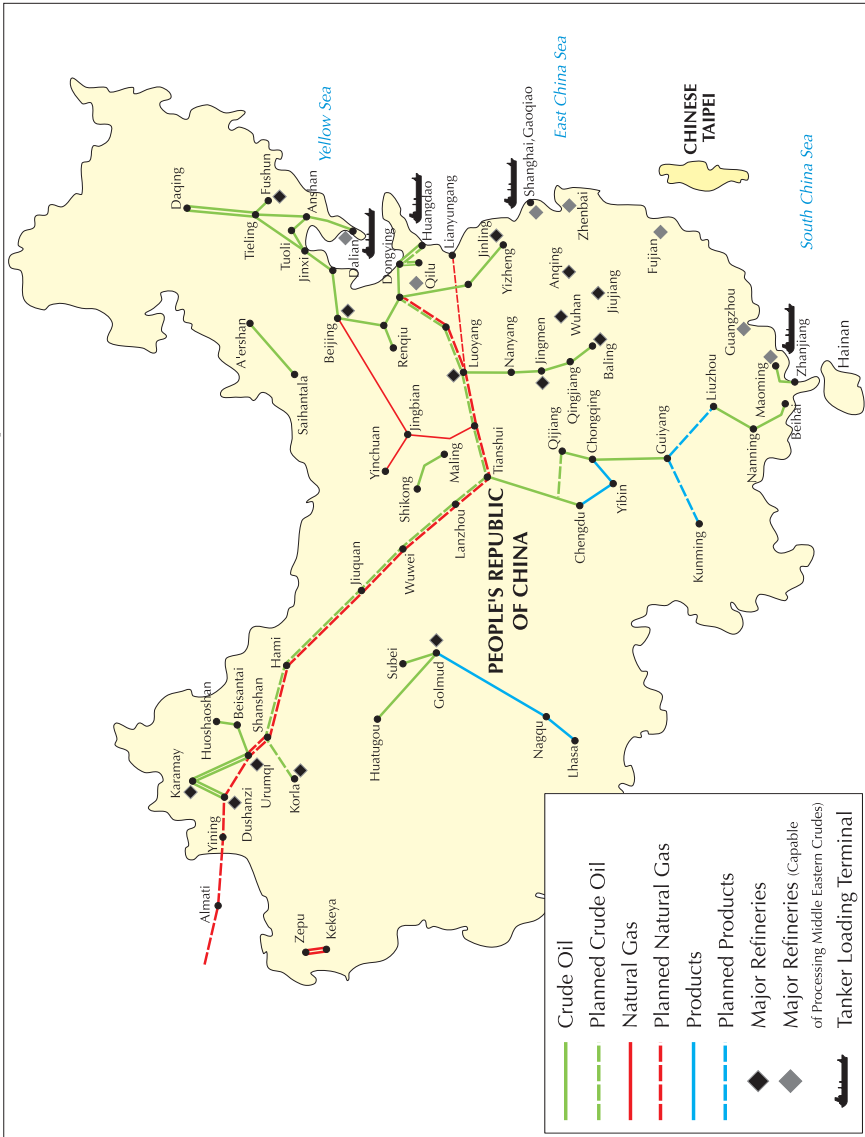 Daqing
Fushun
Tieling
Anshan
Tuoli
Jinxi
Dalian
Yellow Sea
A'ershan
Saihantala
Beijing
Renqiu
Dongying
Huangdao
Qilu
Lianyungang
Jinling
Yizheng
Shanghai,Gaoqiao
East China Sea
Zhenbai
Anqing
Wuhan
Jiujiang
Luoyang
Nanyang
Jingmen
Qingjiang
Baling
Fujian
CHINESE
TAIPEI
South China Sea
Yinchuan
Jingbian
Maling
Shikong
Tianshui
Lanzhou
Wuwei
Jiuquan
Hami
Shanshan
Beisantai
Huoshaoshan
Karamay
Urumqi
Dushanzi
Korla
Yining
Almati
Zepu
Kekeya
PEOPLE'S REPUBLIC
OF CHINA
Subei
Golmud
Huatugou
Nagqu
Lhasa
Qijiang
Chongqing
Chengdu
Yibin
Guiyang
Kunming
Liuzhou
Nanning
Guangzhou
Maoming
Zhanjiang
Beihai
Hainan
Crude Oil
Planned Crude Oil
Natural Gas
Planned Natural Gas
Products
Planned Products
Major Refineries
Major Refineries (Capable
of Processing Middle Eastern Crudes)
Tanker Loading Terminal